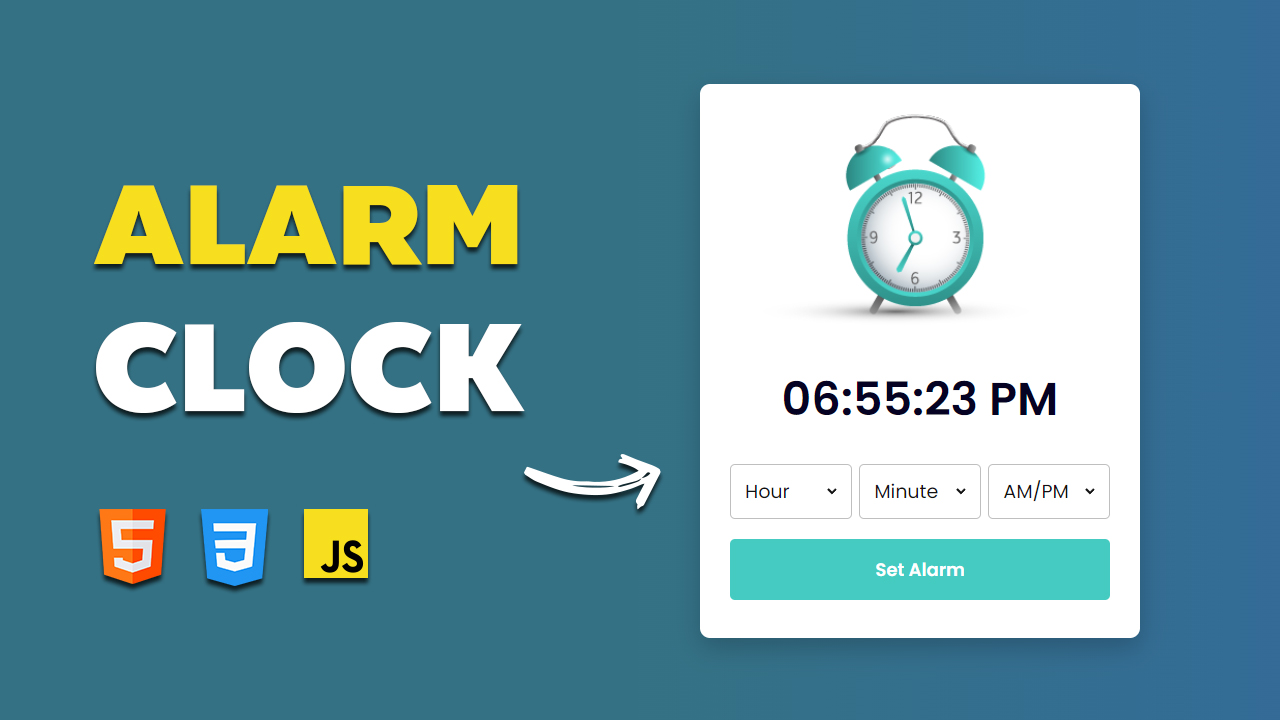 ALARM
CLOCK
5
3
JS
12
9
3
6
06:55:23 PM
Hour
Minute
AM/PM
Set Alarm